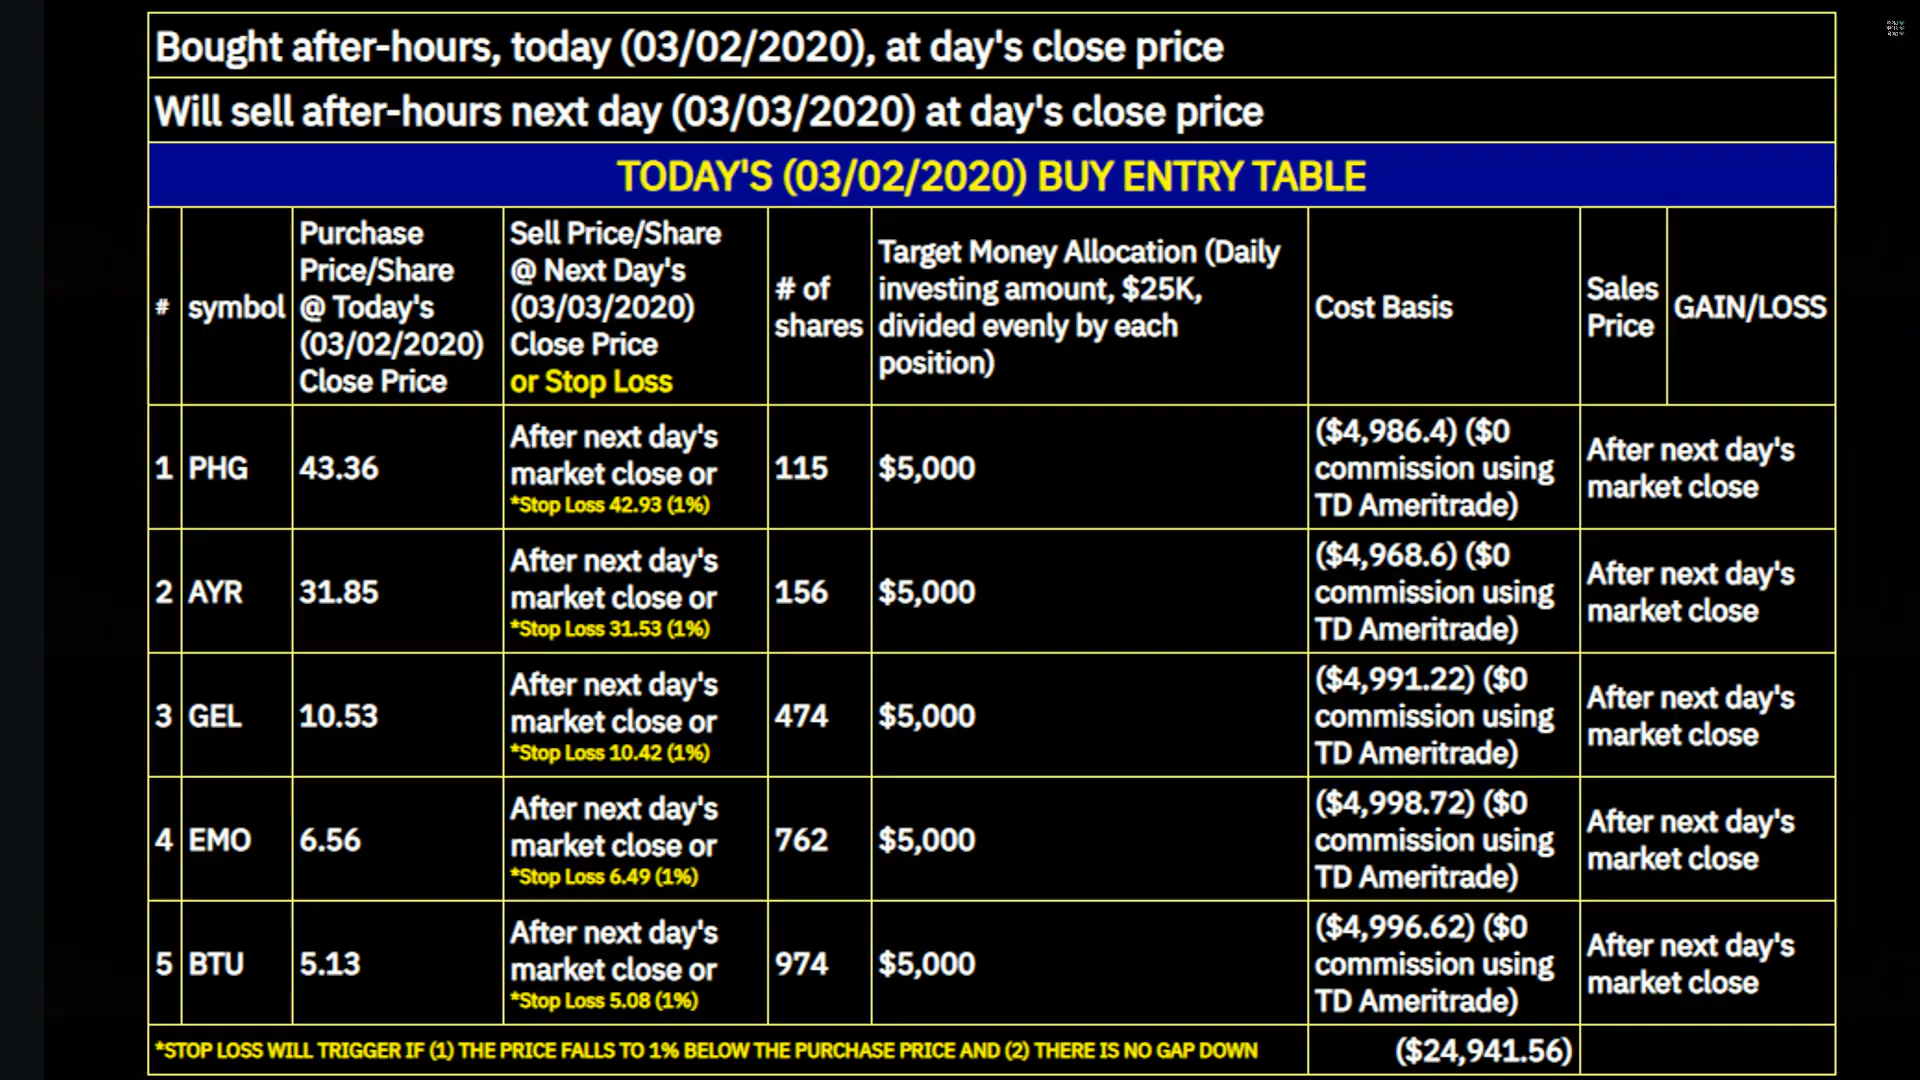 Bought after-hours, today (03/02/2020), at day's close price
Will sell after-hours next day (03/03/2020) at day's close price
TODAY'S (03/02/2020) BUY ENTRY TABLE
#
symbol
Purchase
Price/Share
@ Today's
(03/02/2020)
Close Price
Sell Price/Share
@ Next Day's
(03/03/2020)
Close Price
or Stop Loss
# of
shares
Target Money Allocation (Daily
investing amount, $25K,
divided evenly by each
position)
Cost Basis
Sales
Price
GAIN/LOSS
1
PHG
43.36
After next day's
market close or
*Stop Loss 42.93 (1%)
115
$5,000
($4,986.4) ($0
commission using
TD Ameritrade)
After next day's
market close
2
AYR
31.85
After next day's
market close or
*Stop Loss 31.53 (1%)
156
$5,000
($4,968.6) ($0
commission using
TD Ameritrade)
After next day's
market close
3
GEL
10.53
After next day's
market close or
*Stop Loss 10.42 (1%)
474
$5,000
($4,991.22) ($0
commission using
TD Ameritrade)
After next day's
market close
4
EMO
6.56
After next day's
market close or
*Stop Loss 6.49 (1%)
762
$5,000
($4,998.72) ($0
commission using
TD Ameritrade)
After next day's
market close
5
BTU
5.13
After next day's
market close or
*Stop Loss 5.08 (1%)
974
$5,000
($4,996.62) ($0
commission using
TD Ameritrade)
After next day's
market close
*STOP LOSS WILL TRIGGER IF (1) THE PRICE FALLS TO 1% BELOW THE PURCHASE PRICE AND (2) THERE IS NO GAP DOWN
($24,941.56)